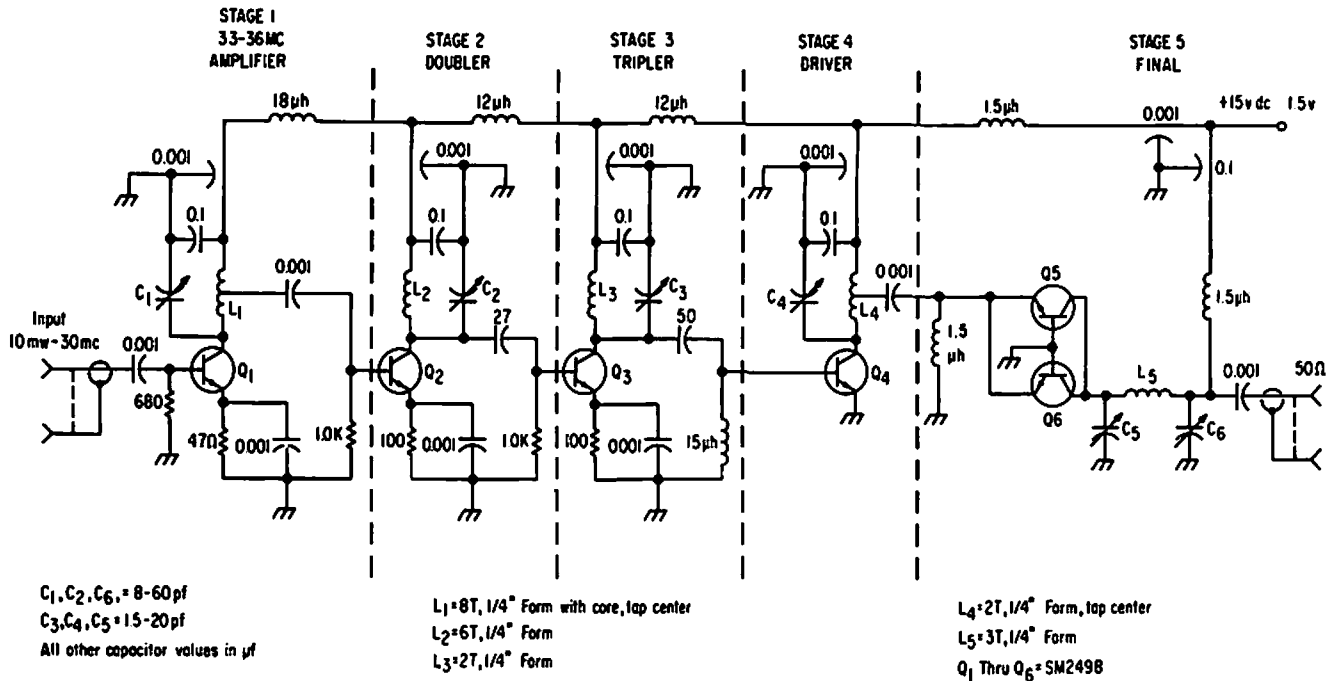 STAGE 1
33-36MC
AMPLIFIER
STAGE 2
DOUBLER
STAGE 3
TRIPLER
STAGE 4
DRIVER
STAGE 5
FINAL
18μh
12μh
12μh
1.5μh
0.001
+15v dc 1.5v
0.001
0.001
0.001
0.001
0.1
0.1
0.1
0.1
0.1
C1
L1
0.001
L2
C2
L3
C3
C4
L4
0.001
Q5
1.5μh
Input
10mw-30mc
0.001
Q1
27
Q2
50
Q3
Q4
1.5
μh
Q6
L5
0.001
50Ω
680
47Ω
0.001
1.0K
100
0.001
1.0K
100
0.001
15μh
C5
C6
C1,C2,C6,=8-60pf
C3,C4,C5=1.5-20pf
All other capacitor values in μf
L1=8T,1/4" Form with core,tap center
L2=6T,1/4" Form
L3=2T,1/4" Form
L4=2T,1/4" Form,tap center
L5=3T,1/4" Form
Q1 Thru Q6=SM2498